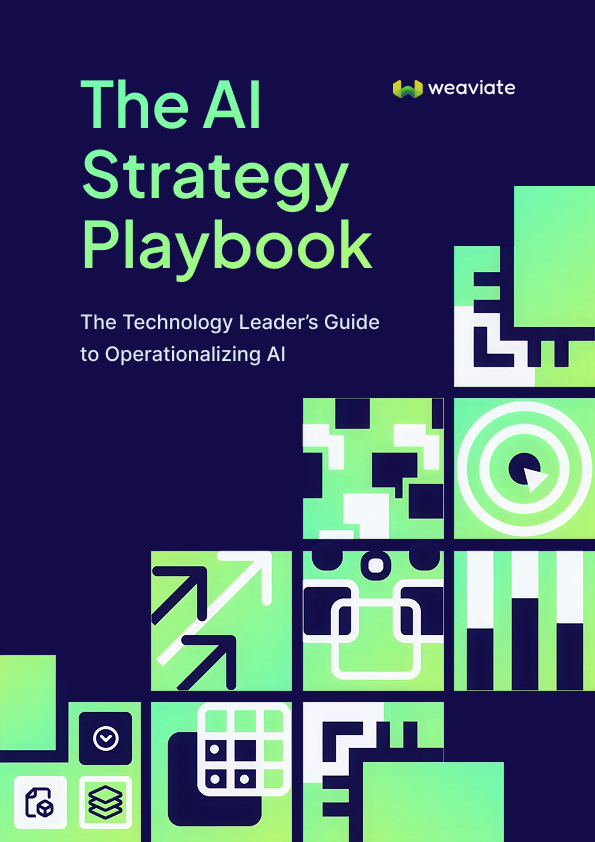 The AI
Strategy
Playbook
weaviate
The Technology Leader’s Guide
to Operationalizing AI